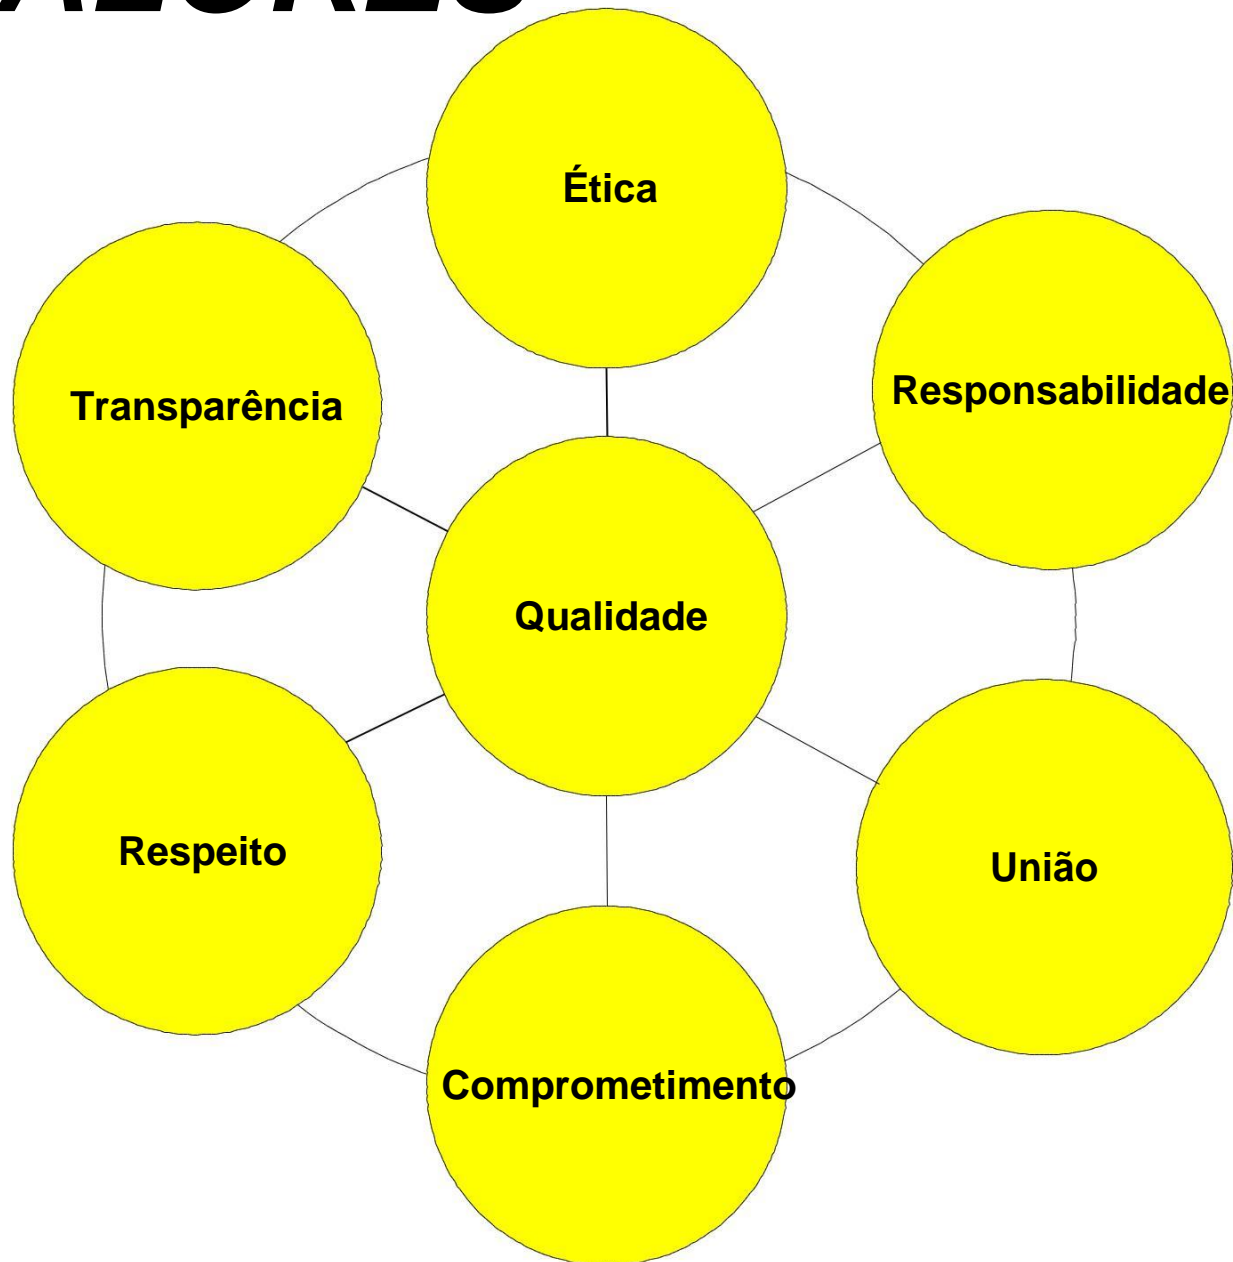 Ética
Responsabilidade
Transparência
Qualidade
Respeito
União
Comprometimento